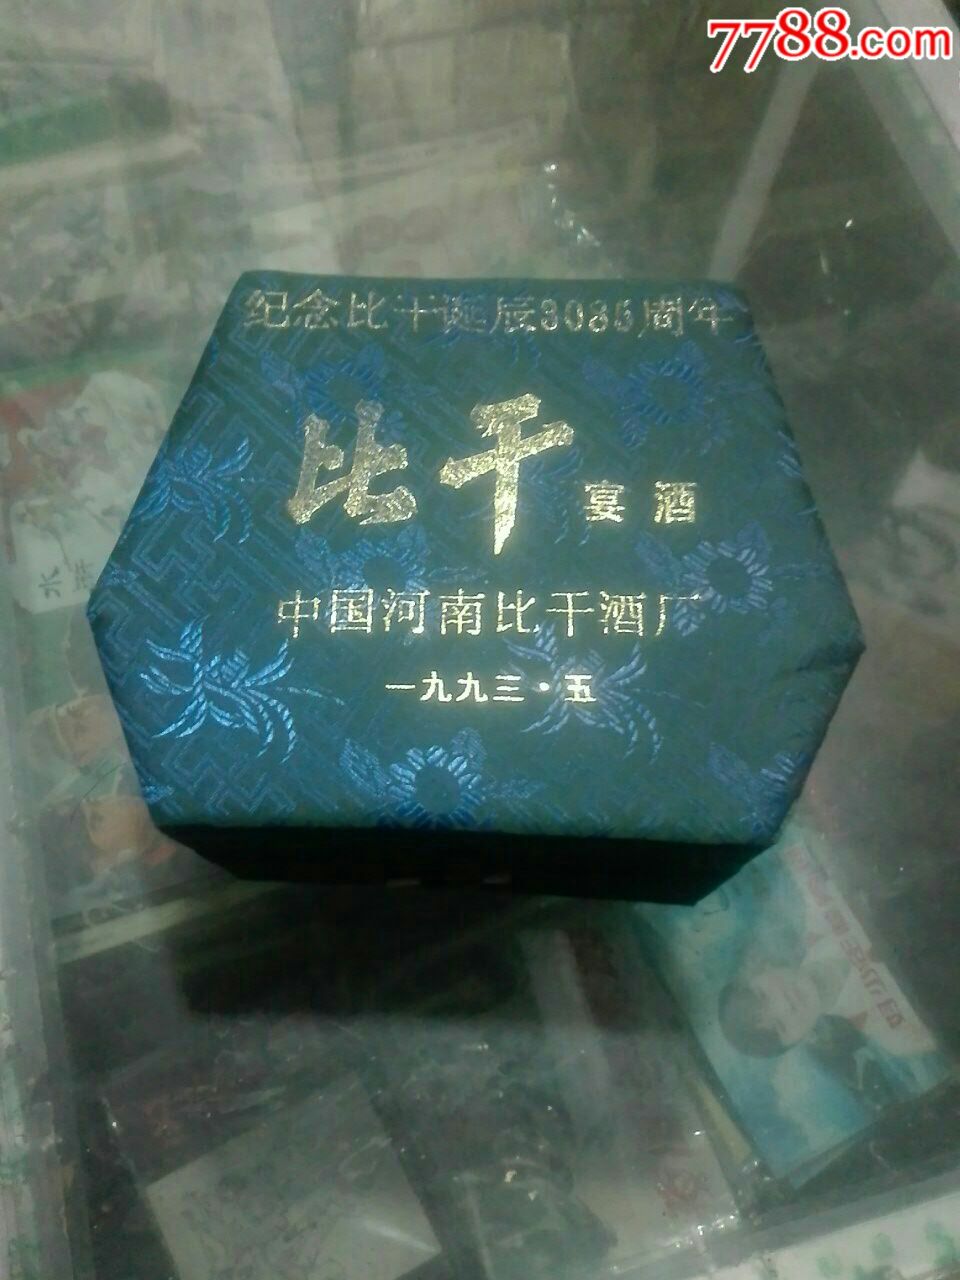 7788.com
纪念比干诞辰3085周年
比干宴酒
中国河南比干酒厂
一九九三·五